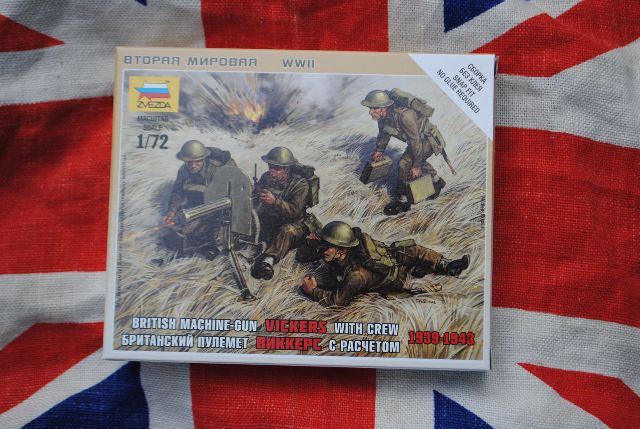 ВТОРАЯ МИРОВАЯ WWII
СБОРКА
БЕЗ КЛЕЯ
SNAP FIT
NO GLUE REQUIRED
ZVEZDA
МАСШТАБ
SCALE
1/72
BRITISH MACHINE-GUN VICKERS WITH CREW
БРИТАНСКИЙ ПУЛЕМЕТ ВИККЕРС С РАСЧЕТОМ
1939-1943